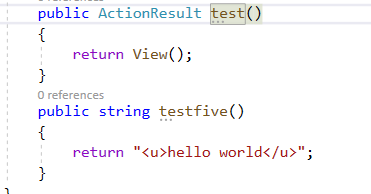 public ActionResult test()
{
return View();
}
0 references
public string testfive()
{
return "<u>hello world</u>";
}